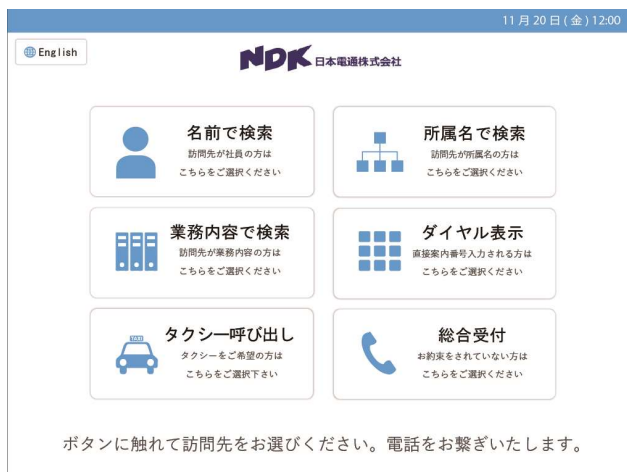 11月20日(金)12:00
English
NDK 日本電通株式会社
名前で検索
訪問先が社員の方は
こちらをご選択ください
所属名で検索
訪問先が所属名の方は
こちらをご選択ください
業務内容で検索
訪問先が業務内容の方は
こちらをご選択ください
ダイヤル表示
直接案内番号入力される方は
こちらをご選択ください
TAXI
タクシー呼び出し
タクシーをご希望の方は
こちらをご選択下さい
総合受付
お約束をされていない方は
こちらをご選択ください
ボタンに触れて訪問先をお選びください。電話をお繋ぎいたします。